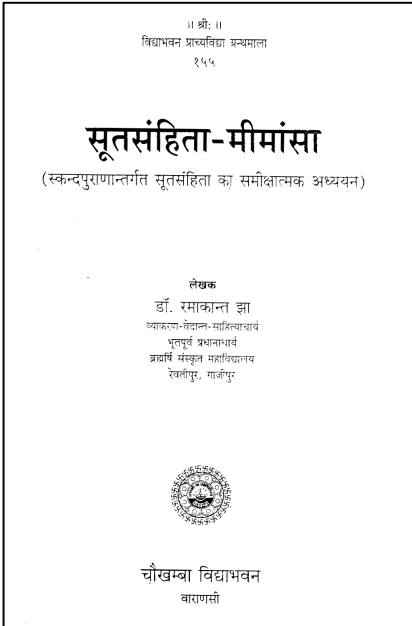 ॥ श्रीः ॥
विद्याभवन प्राच्यविद्या ग्रन्थमाला
१५५
सूतसंहिता-मीमांसा
(स्कन्दपुराणान्तर्गत सूतसंहिता का समीक्षात्मक अध्ययन)
लेखक
डॉ. रमाकान्त झा
व्याकरण-वेदान्त-साहित्याचार्य
भूतपूर्व प्रधानाचार्य
ब्रह्मर्षि संस्कृत महाविद्यालय
रेवतीपुर, गाजीपुर
चौखम्बा विद्याभवन
वाराणसी